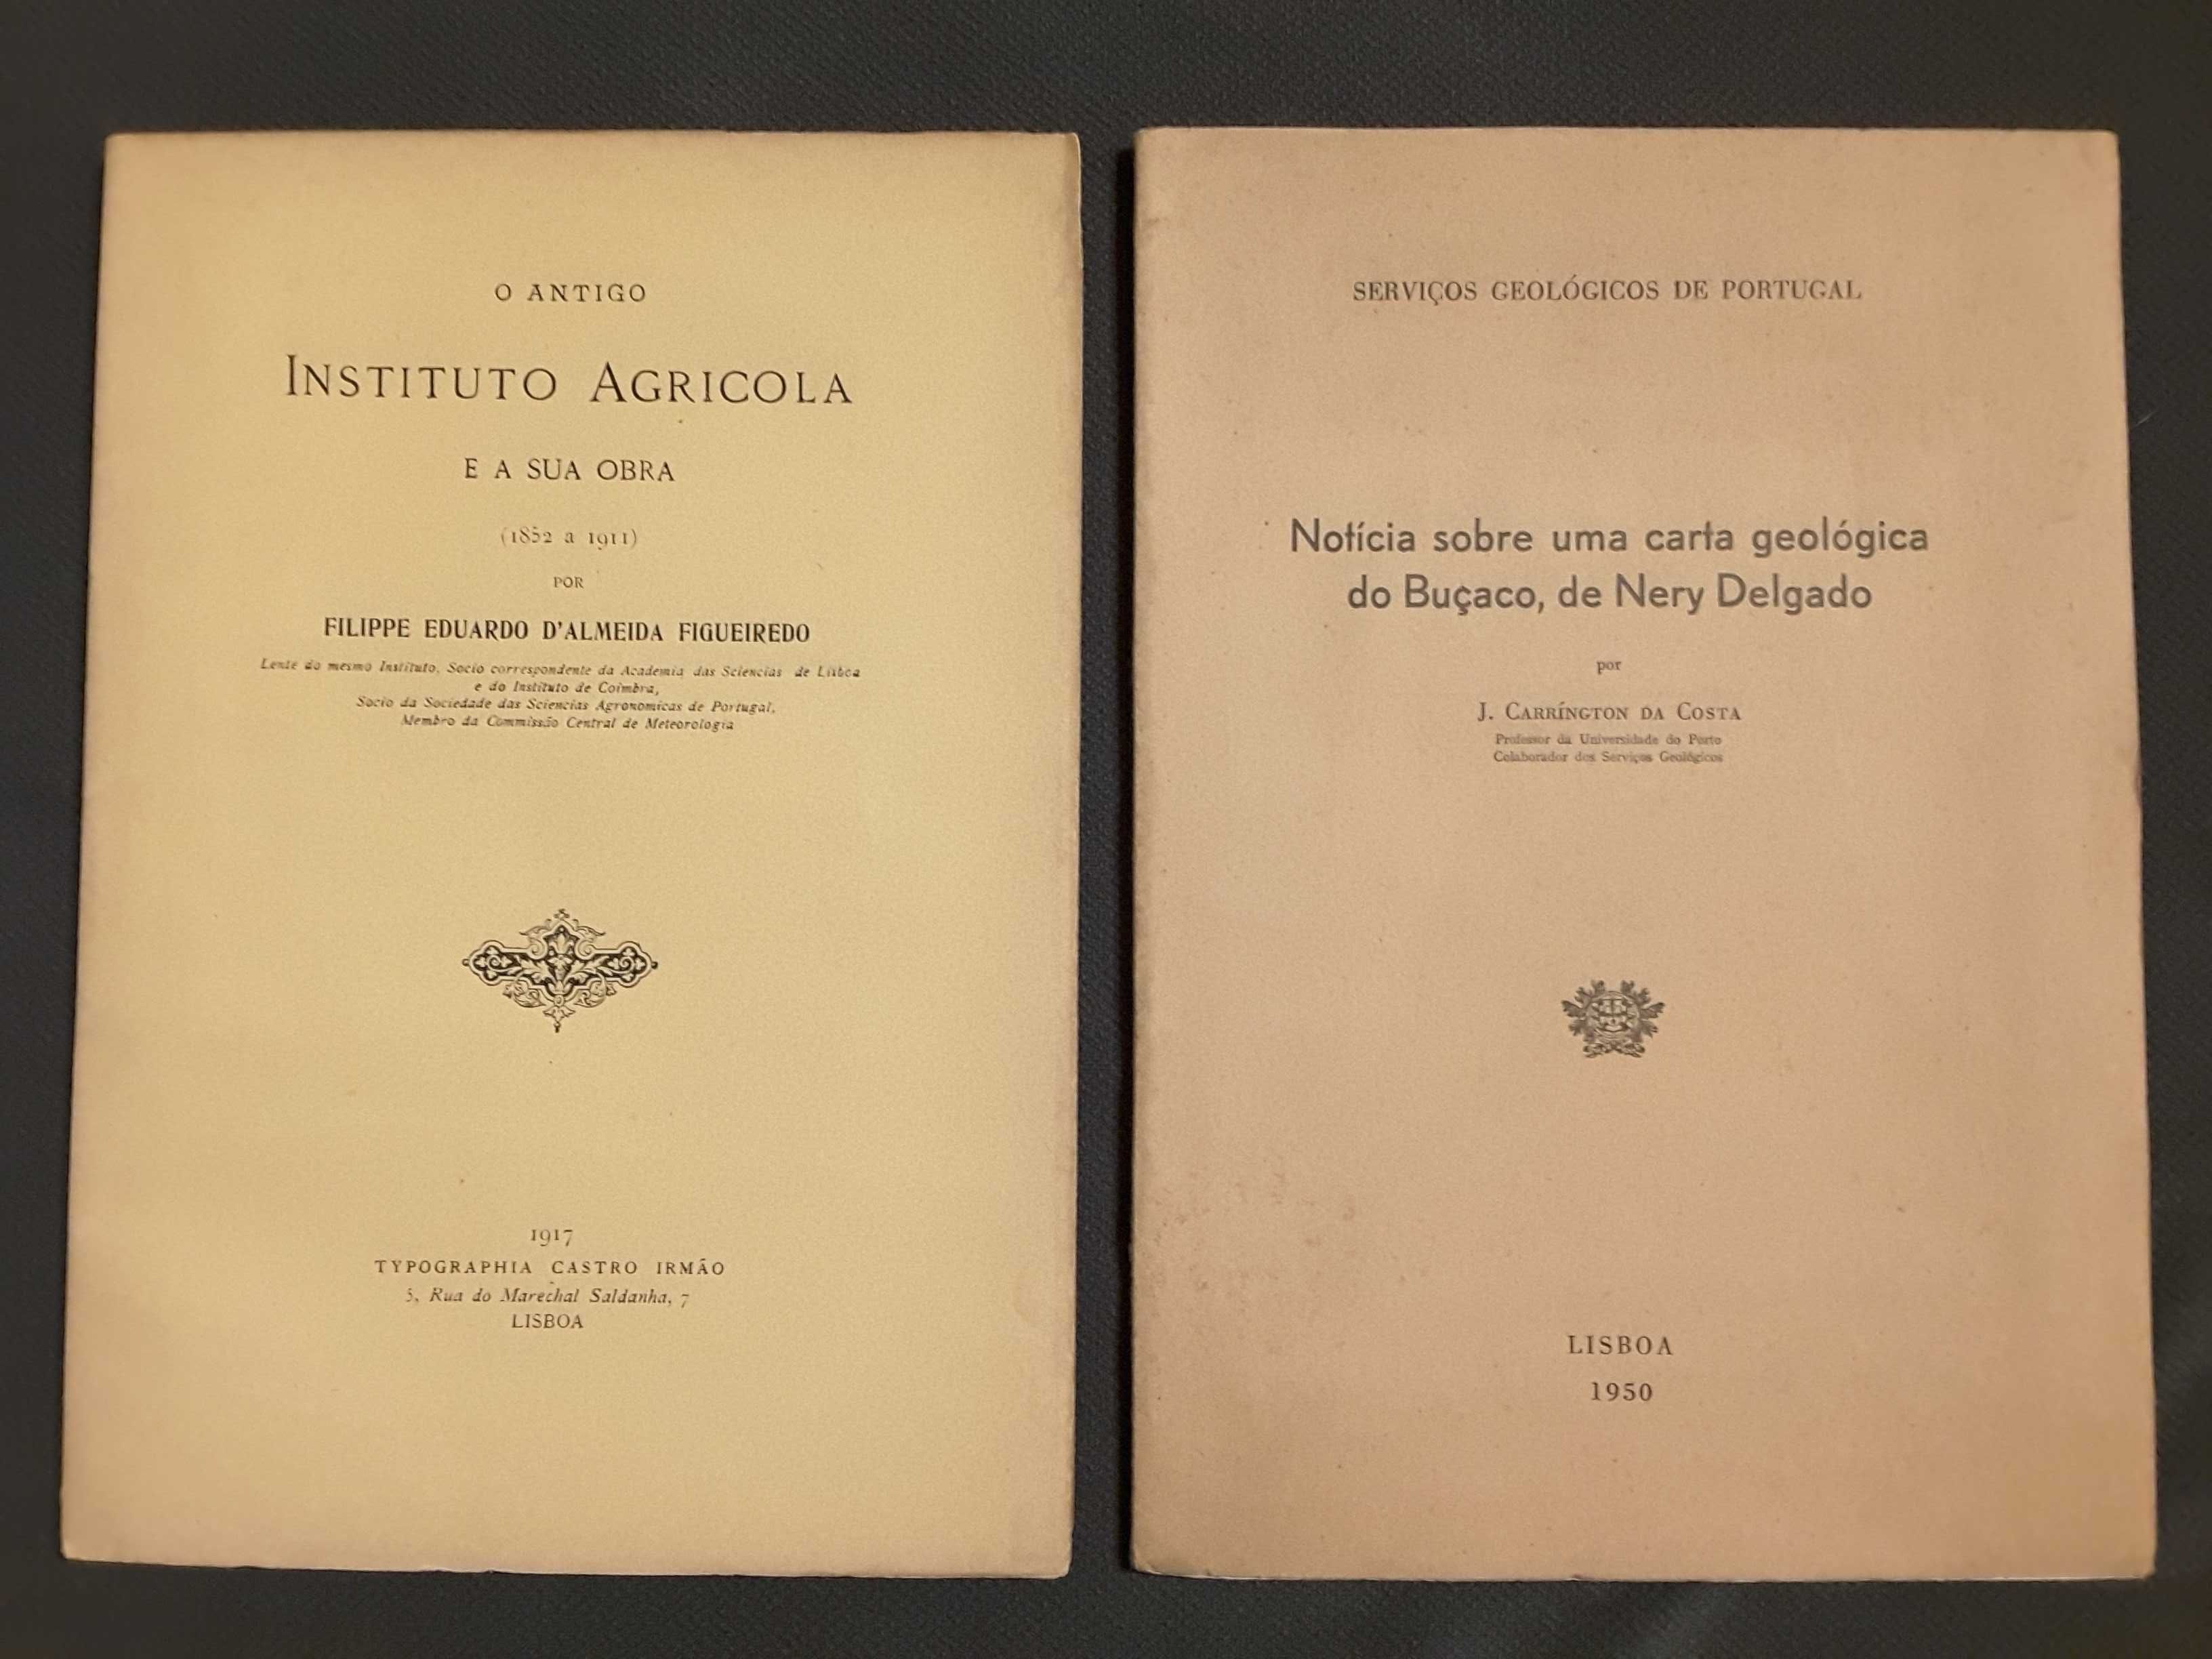 O ANTIGO
INSTITUTO AGRICOLA
E A SUA OBRA
(1852 a 1911)
POR
FILIPPE EDUARDO D'ALMEIDA FIGUEIREDO
Lente do mesmo Instituto, Socio correspondente da Academia das Sciencias de Lisboa
e do Instituto de Coimbra,
Socio da Sociedade das Sciencias Agronomicas de Portugal,
Membro da Commissão Central de Meteorologia
1917
TYPOGRAPHIA CASTRO IRMÃO
5, Rua do Marechal Saldanha, 7
LISBOA
SERVIÇOS GEOLÓGICOS DE PORTUGAL
Notícia sobre uma carta geológica
do Buçaco, de Nery Delgado
por
J. CARRÍNGTON DA COSTA
Professor da Universidade do Porto
Colaborador dos Serviços Geológicos
LISBOA
1950